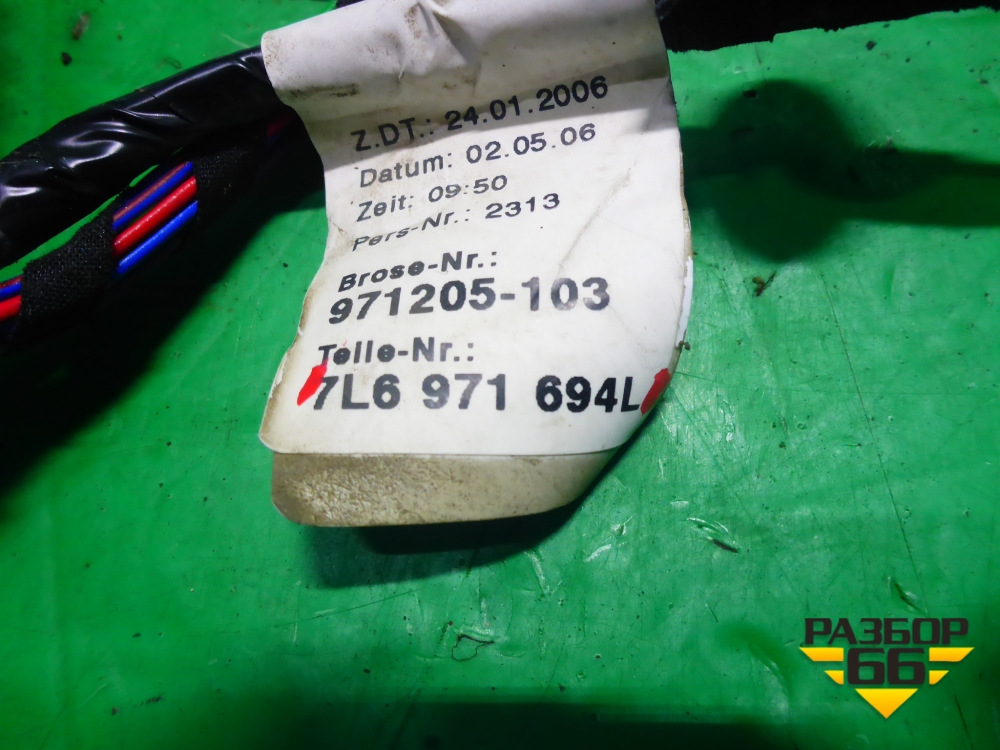 Z.DT.: 24.01.2006
Datum: 02.05.06
Zeit: 09:50
Pers-Nr.: 2313
Brose-Nr.:
971205-103
Teile-Nr.:
7L6 971 694L
РАЗБОР
66